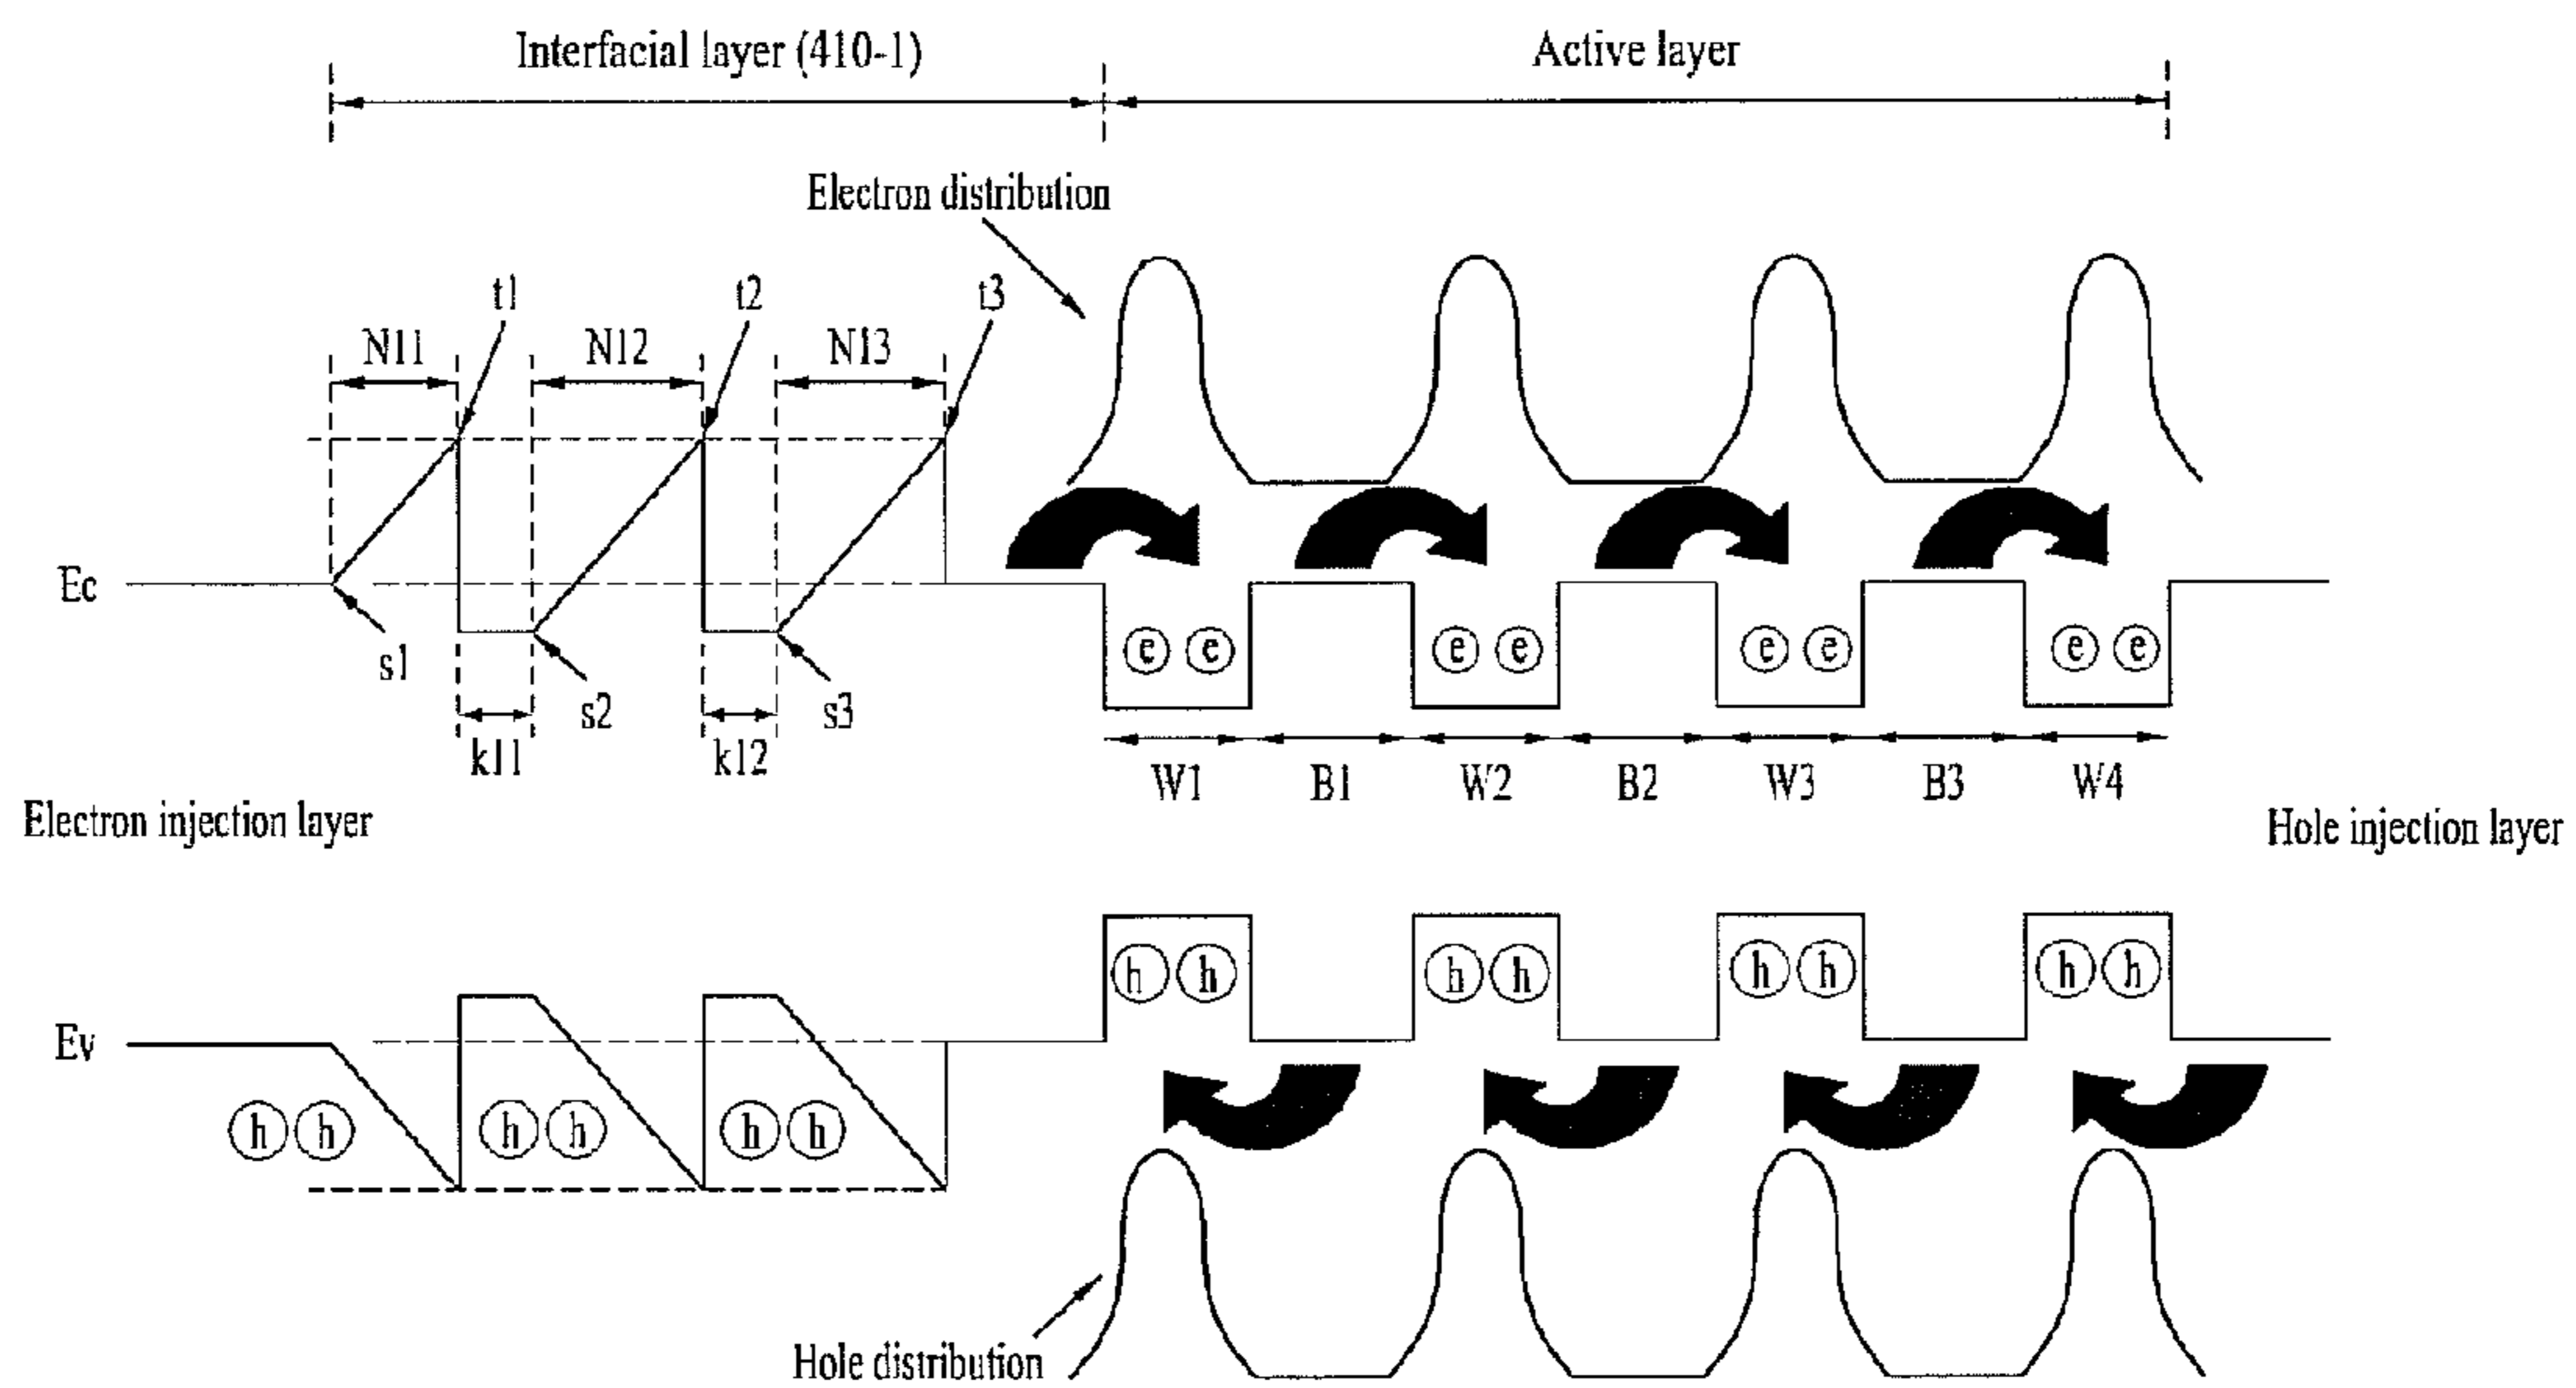 Interfacial layer (410-1)
Active layer
Electron distribution
t1
t2
t3
N11
N12
N13
Ec
s1
s2
s3
k11
k12
e e
e e
e e
e e
W1
B1
W2
B2
W3
B3
W4
Electron injection layer
Hole injection layer
h h
h h
h h
h h
Ev
h h
h h
h h
Hole distribution